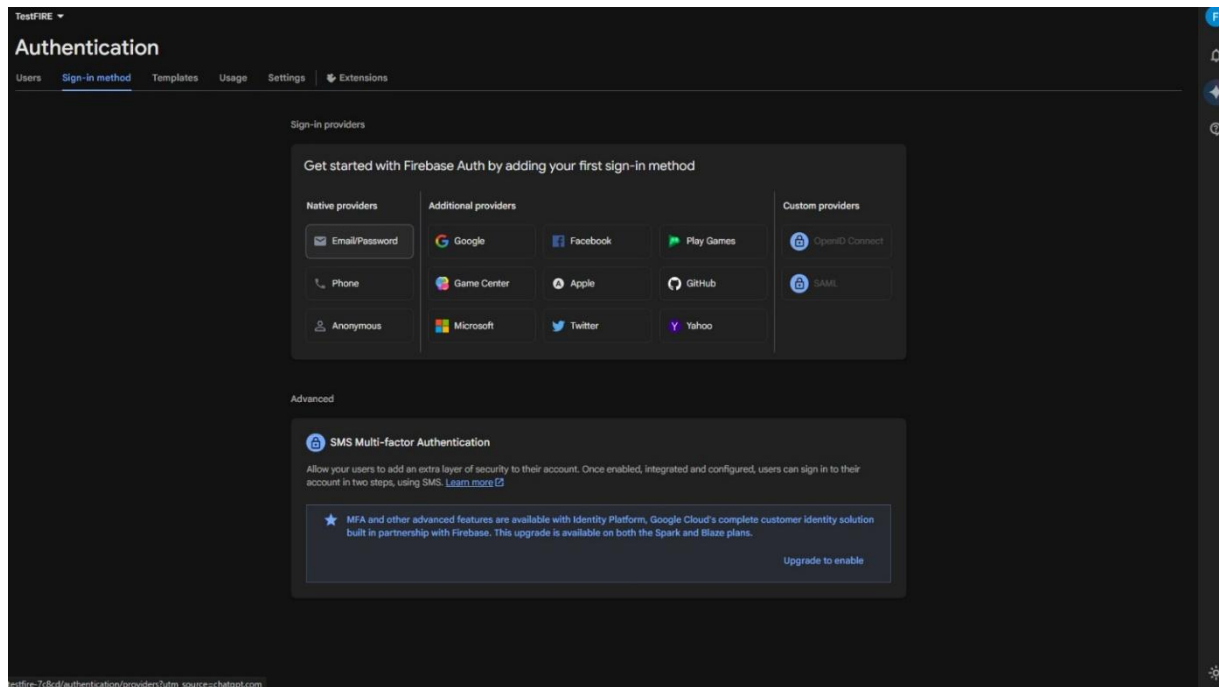 TestFIRE
Authentication
Users Sign-in method Templates Usage Settings Extensions
Sign-in providers
Get started with Firebase Auth by adding your first sign-in method
Native providers Additional providers Custom providers
Email/Password Google Facebook Play Games OpenID Connect
Phone Game Center Apple GitHub SAML
Anonymous Microsoft Twitter Yahoo
Advanced
SMS Multi-factor Authentication
Allow your users to add an extra layer of security to their account. Once enabled, integrated and configured, users can sign in to their
account in two steps, using SMS. Learn more
MFA and other advanced features are available with Identity Platform, Google Cloud's complete customer identity solution
built in partnership with Firebase. This upgrade is available on both the Spark and Blaze plans.
Upgrade to enable
testfire-7c8cd/authentication/providers?utm_source=chatgpt.com